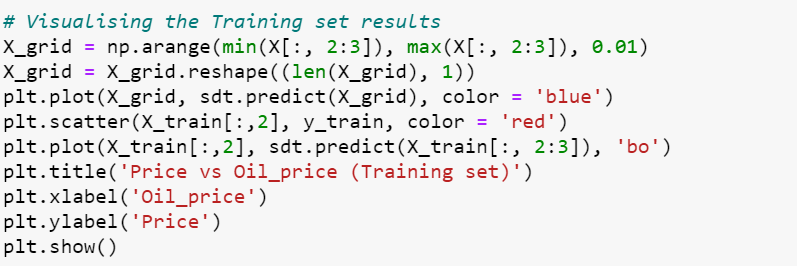 # Visualising the Training set results
X_grid = np.arange(min(X[:, 2:3]), max(X[:, 2:3]), 0.01)
X_grid = X_grid.reshape((len(X_grid), 1))
plt.plot(X_grid, sdt.predict(X_grid), color = 'blue')
plt.scatter(X_train[:,2], y_train, color = 'red')
plt.plot(X_train[:,2], sdt.predict(X_train[:, 2:3]), 'bo')
plt.title('Price vs Oil_price (Training set)')
plt.xlabel('Oil_price')
plt.ylabel('Price')
plt.show()